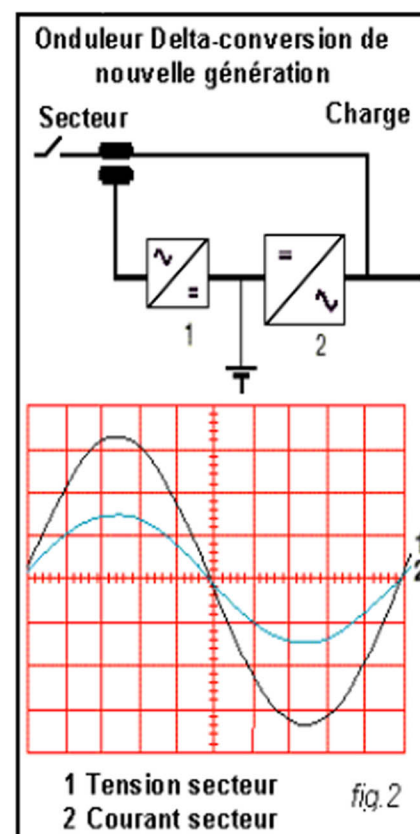 Onduleur Delta-conversion de
nouvelle génération
Secteur
Charge
~
=
=
~
1
2
1
2
1 Tension secteur
2 Courant secteur
fig.2